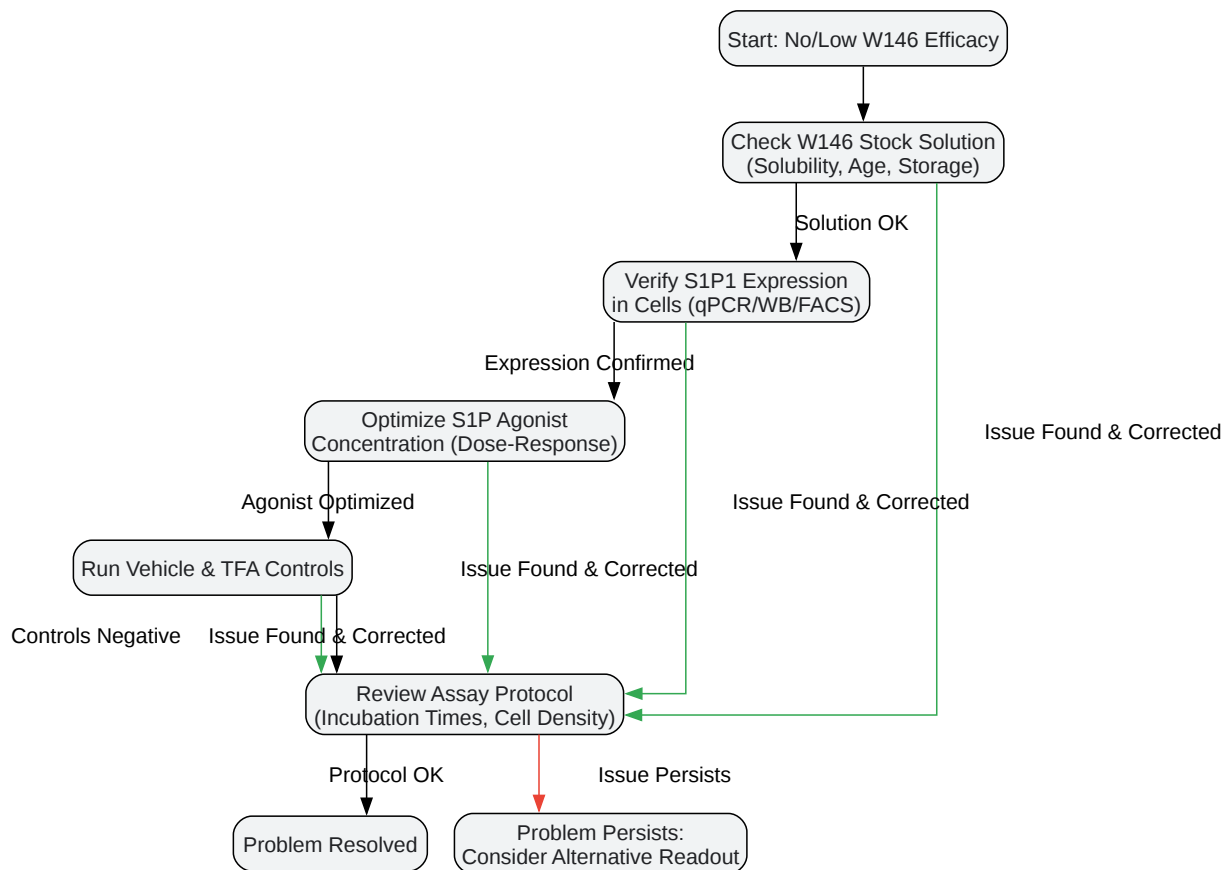 Start: No/Low W146 Efficacy
Check W146 Stock Solution
(Solubility, Age, Storage)
Solution OK
Verify S1P1 Expression
in Cells (qPCR/WB/FACS)
Expression Confirmed
Optimize S1P Agonist
Concentration (Dose-Response)
Issue Found & Corrected
Agonist Optimized
Issue Found & Corrected
Run Vehicle & TFA Controls
Issue Found & Corrected
Controls Negative
Issue Found & Corrected
Review Assay Protocol
(Incubation Times, Cell Density)
Protocol OK
Issue Persists
Problem Resolved
Problem Persists:
Consider Alternative Readout